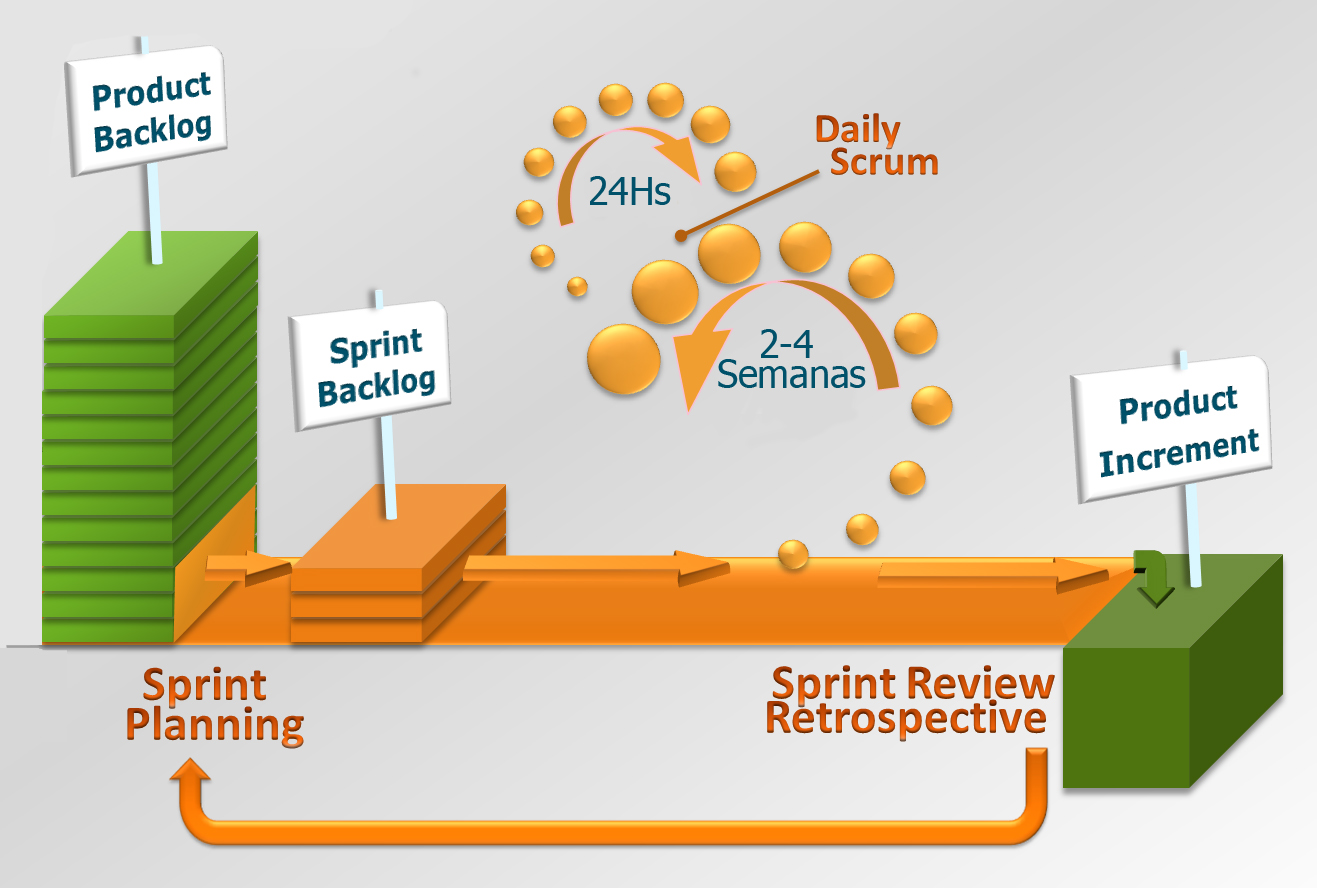 Product
Backlog
Sprint
Backlog
24Hs
Daily
Scrum
2-4
Semanas
Product
Increment
Sprint
Planning
Sprint Review
Retrospective